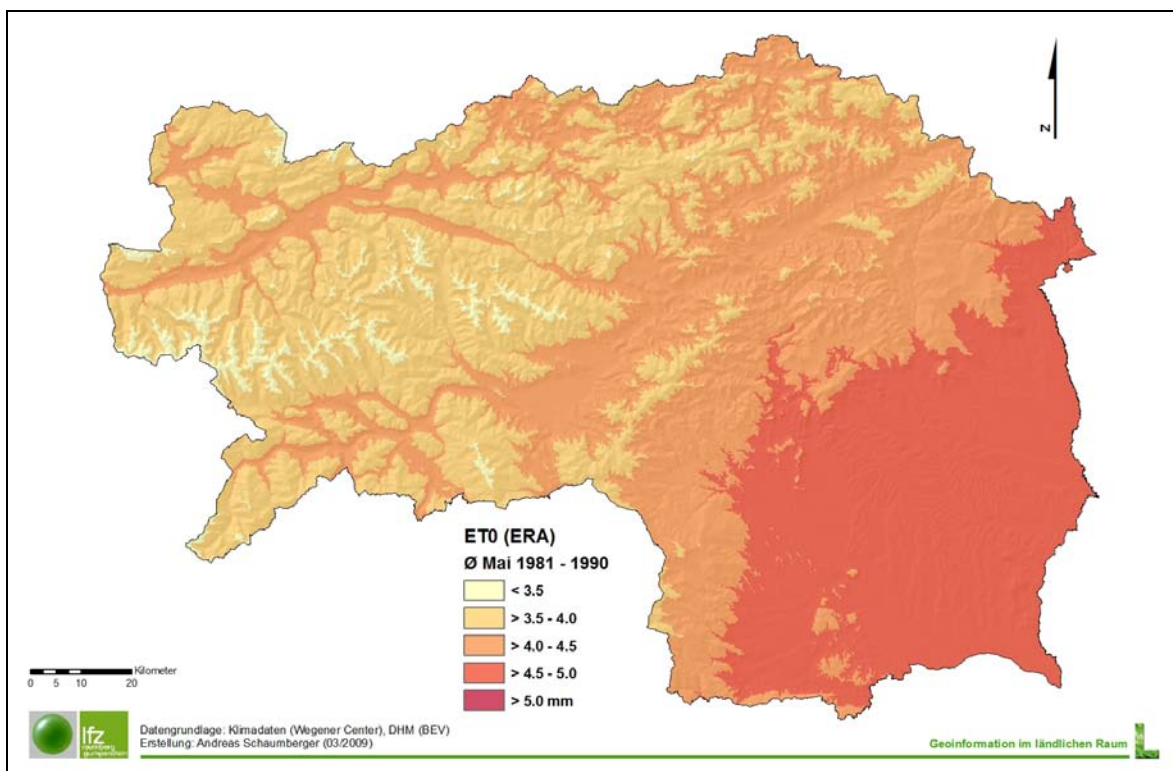 N
ET0 (ERA)
Ø Mai 1981 - 1990
< 3.5
> 3.5 - 4.0
> 4.0 - 4.5
> 4.5 - 5.0
> 5.0 mm
Kilometer
0 5 10 20
lfz
raumberg
gumpenstein
Datengrundlage: Klimadaten (Wegener Center), DHM (BEV)
Erstellung: Andreas Schaumberger (03/2009)
Geoinformation im ländlichen Raum
L